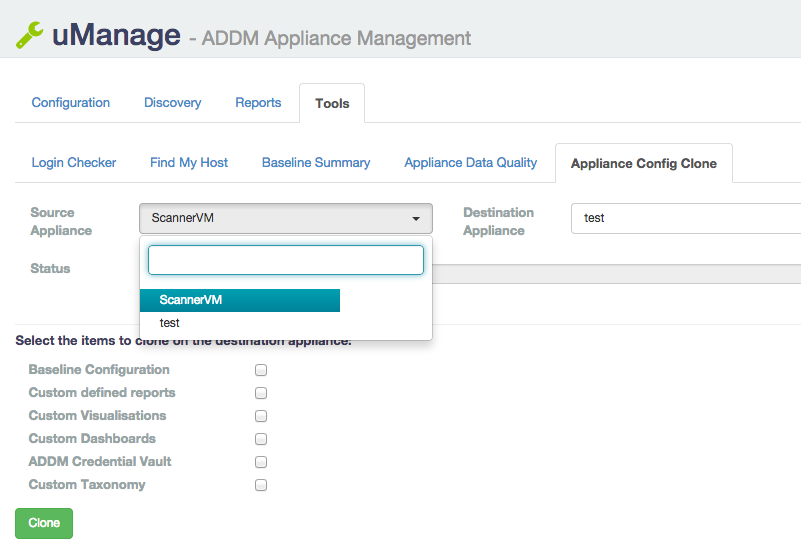 uManage - ADDM Appliance Management
Configuration Discovery Reports Tools
Login Checker Find My Host Baseline Summary Appliance Data Quality Appliance Config Clone
Source Appliance ScannerVM Destination Appliance test
Status
ScannerVM
test
Select the items to clone on the destination appliance.
Baseline Configuration
Custom defined reports
Custom Visualisations
Custom Dashboards
ADDM Credential Vault
Custom Taxonomy
Clone